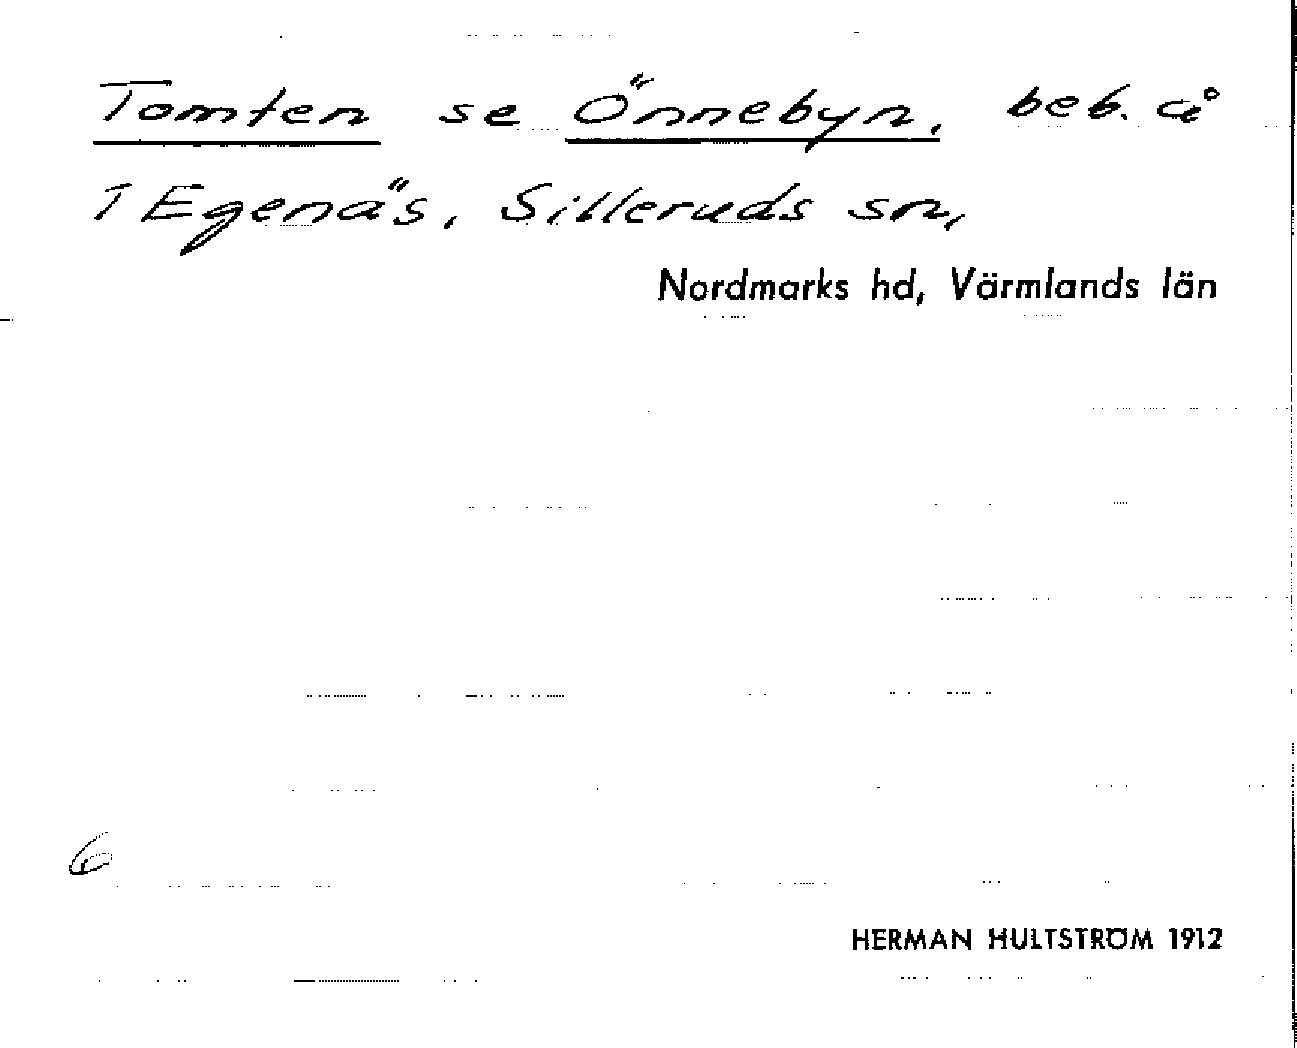 Tomten se Önnebyn, beb. å
1 Egenäs, Silleruds sn,
Nordmarks hd, Värmlands län
6
HERMAN HULTSTRÖM 1912